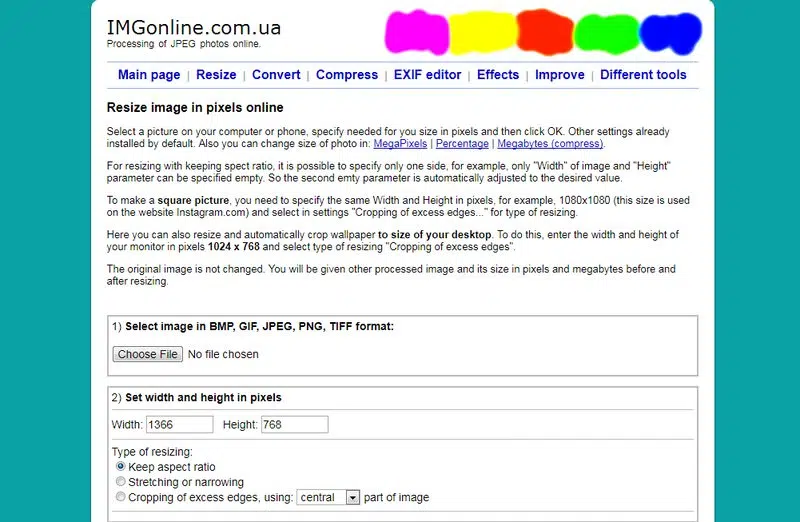 IMGonline.com.ua
Processing of JPEG photos online.
Main page | Resize | Convert | Compress | EXIF editor | Effects | Improve | Different tools
Resize image in pixels online
Select a picture on your computer or phone, specify needed for you size in pixels and then click OK. Other settings already
installed by default. Also you can change size of photo in: MegaPixels | Percentage | Megabytes (compress).
For resizing with keeping spect ratio, it is possible to specify only one side, for example, only "Width" of image and "Height"
parameter can be specified empty. So the second emty parameter is automatically adjusted to the desired value.
To make a square picture, you need to specify the same Width and Height in pixels, for example, 1080x1080 (this size is used
on the website Instagram.com) and select in settings "Cropping of excess edges..." for type of resizing.
Here you can also resize and automatically crop wallpaper to size of your desktop. To do this, enter the width and height of
your monitor in pixels 1024 x 768 and select type of resizing "Cropping of excess edges".
The original image is not changed. You will be given other processed image and its size in pixels and megabytes before and
after resizing.
1) Select image in BMP, GIF, JPEG, PNG, TIFF format:
Choose File No file chosen
2) Set width and height in pixels
Width: 1366 Height: 768
Type of resizing:
Keep aspect ratio
Stretching or narrowing
Cropping of excess edges, using: central part of image